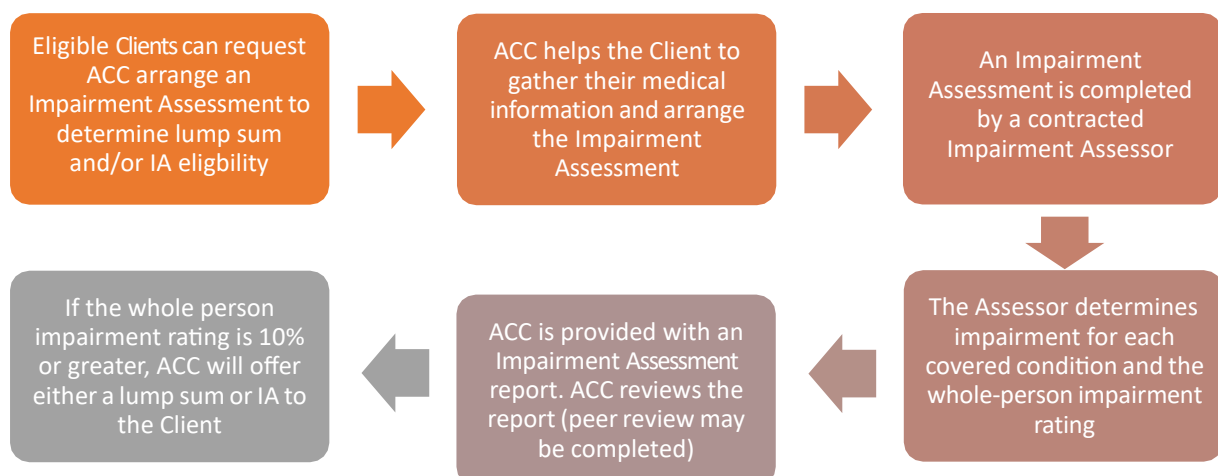 Eligible Clients can request
ACC arrange an
Impairment Assessment to
determine lump sum
and/or IA eligbility
ACC helps the Client to
gather their medical
information and arrange
the Impairment
Assessment
An Impairment
Assessment is completed
by a contracted
Impairment Assessor
The Assessor determines
impairment for each
covered condition and the
whole-person impairment
rating
ACC is provided with an
Impairment Assessment
report. ACC reviews the
report (peer review may
be completed)
If the whole person
impairment rating is 10%
or greater, ACC will offer
either a lump sum or IA to
the Client